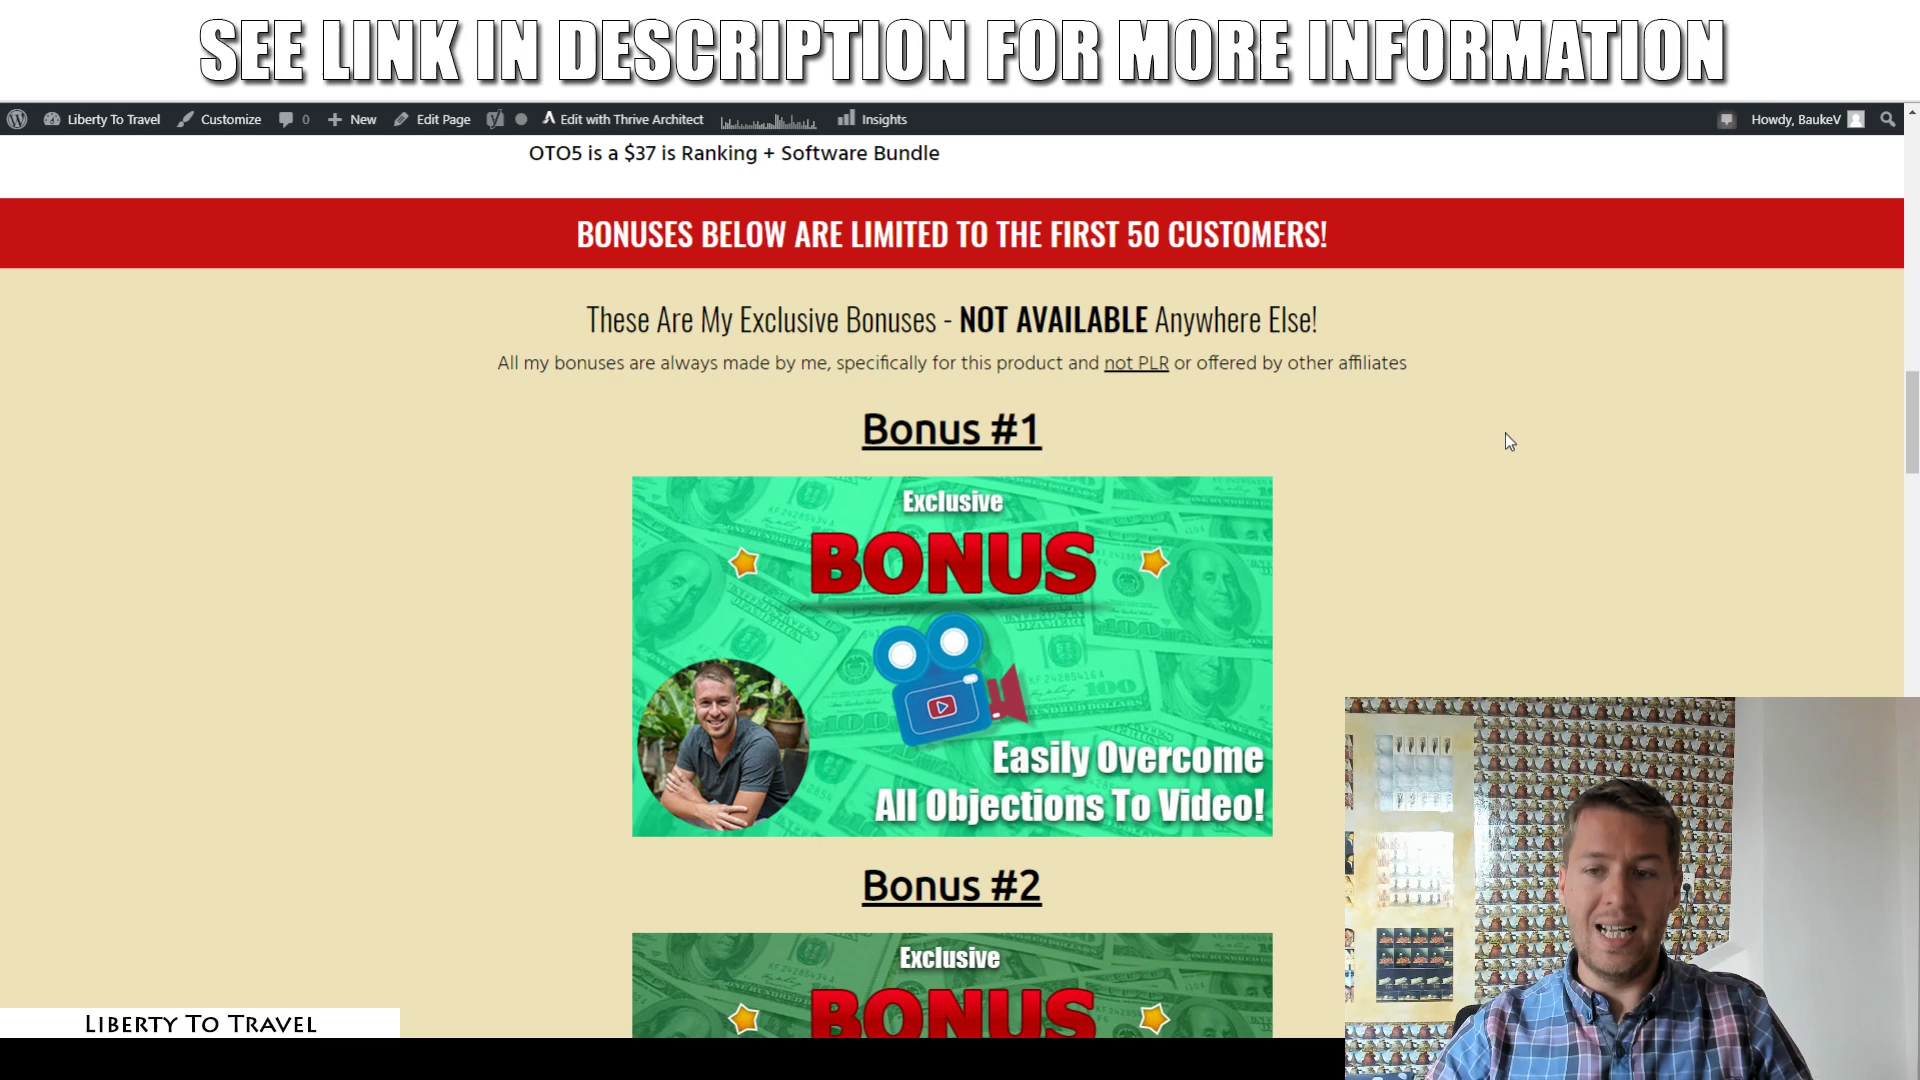 SEE LINK IN DESCRIPTION FOR MORE INFORMATION
Liberty To Travel Customize 0 New Edit Page Edit with Thrive Architect Insights Howdy, BaukeV
OTO5 is a $37 is Ranking + Software Bundle
BONUSES BELOW ARE LIMITED TO THE FIRST 50 CUSTOMERS!
These Are My Exclusive Bonuses - NOT AVAILABLE Anywhere Else!
All my bonuses are always made by me, specifically for this product and not PLR or offered by other affiliates
Bonus #1
Exclusive
BONUS
Easily Overcome
All Objections To Video!
Bonus #2
Exclusive
BONUS
LIBERTY TO TRAVEL